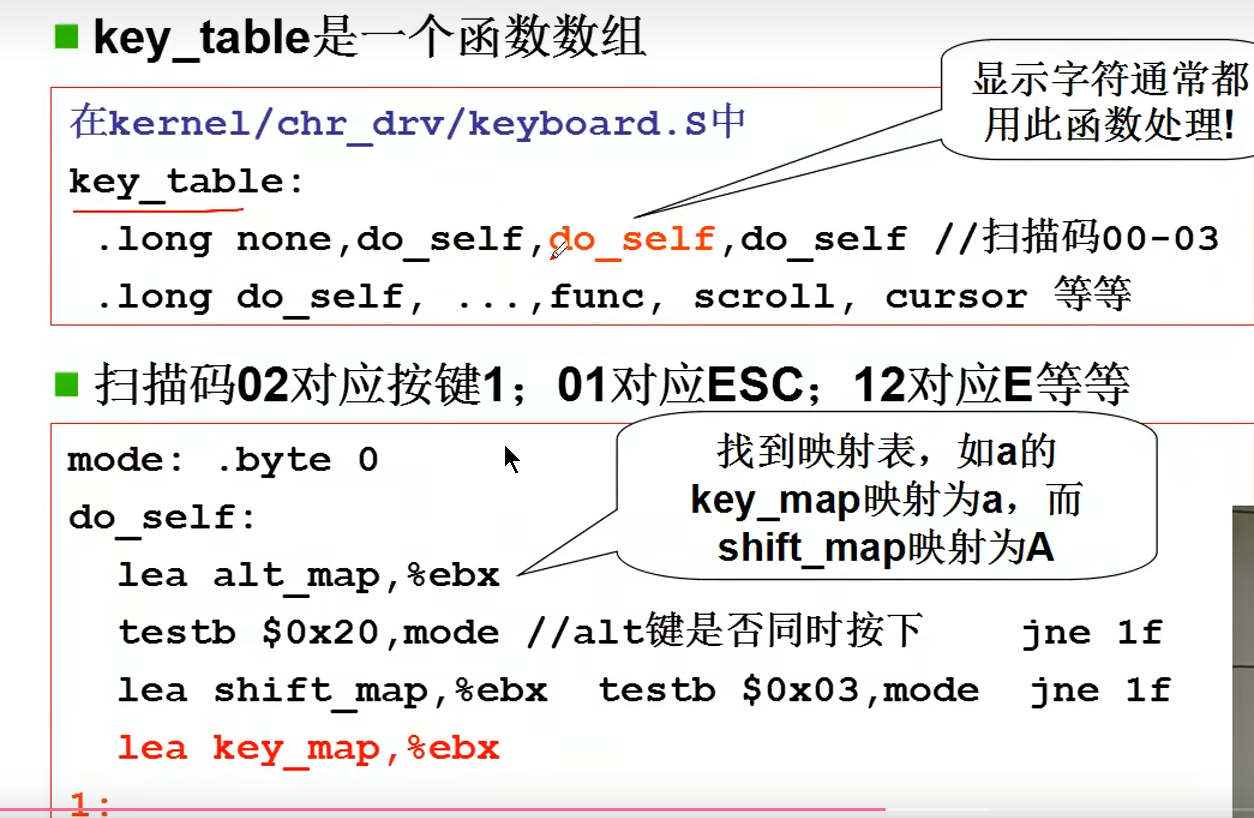 key_table是一个函数数组
显示字符通常都
用此函数处理!
在kernel/chr_drv/keyboard.S中
key_table:
.long none,do_self,do_self,do_self //扫描码00-03
.long do_self, ...,func, scroll, cursor 等等
扫描码02对应按键1；01对应ESC；12对应E等等
找到映射表，如a的
key_map映射为a，而
shift_map映射为A
mode: .byte 0
do_self:
lea alt_map,%ebx
testb $0x20,mode //alt键是否同时按下 jne 1f
lea shift_map,%ebx testb $0x03,mode jne 1f
lea key_map,%ebx
1: